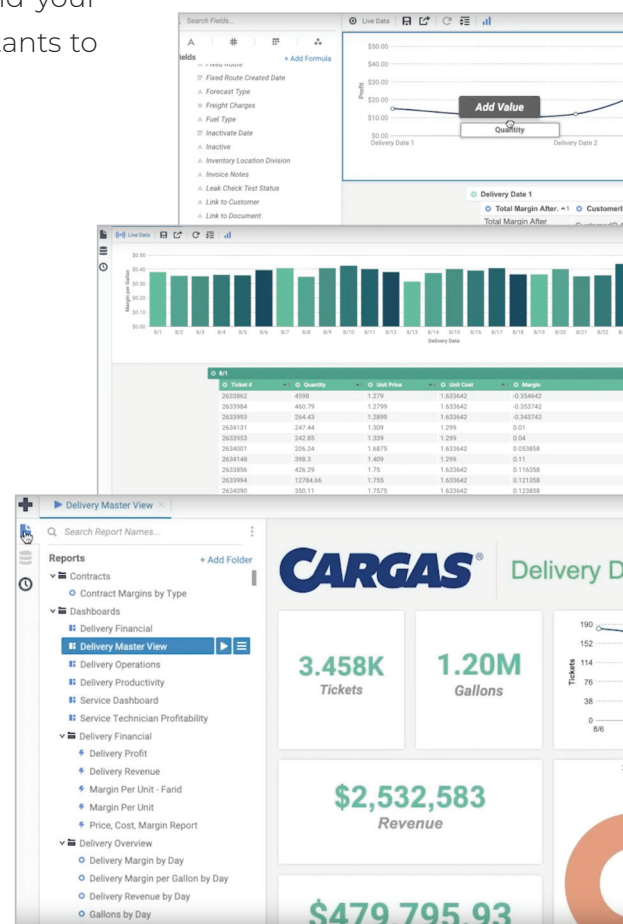 nd your
tants to
Search Fields...
A # 
ields + Add Formula
Fixed Route
Fixed Route Created Date
A Forecast Type
Freight Charges
A Fuel Type
Inactivate Date
A Inactive
A Inventory Location Division
A Invoice Notes
A Leak Check Test Status
A Link to Customer
A Link to Document
Live Data
Profit
$50.00
$40.00
$30.00
$20.00
$10.00
$0.00
Add Value
Quantity
Delivery Date 1 Delivery Date 2
Delivery Date 1
Total Margin After. 1 CustomerI
Total Margin After
Live Data
Margin per Gallon
$0.50
$0.40
$0.30
$0.20
$0.10
$0.00
8/1 8/2 8/3 8/4 8/5 8/6 8/7 8/8 8/9 8/10 8/11 8/12 8/13 8/14 8/15 8/16 8/17 8/18 8/19 8/20 8/21 8/22
Delivery Date
8/1
Ticket # Quantity Unit Price Unit Cost Margin
2633862 4598 1.279 1.633642 -0.354642
2633984 460.79 1.2799 1.633642 -0.353742
2633993 264.43 1.2899 1.633642 -0.343742
2634131 247.44 1.309 1.299 0.01
2633953 242.85 1.339 1.299 0.04
2634001 206.24 1.6875 1.633642 0.053858
2634148 398.3 1.409 1.299 0.11
2633856 426.29 1.75 1.633642 0.116358
2633994 12784.66 1.755 1.633642 0.121358
2634090 350.11 1.7575 1.633642 0.123858
Delivery Master View
Search Report Names...
Reports + Add Folder
Contracts
Contract Margins by Type
Dashboards
Delivery Financial
Delivery Master View
Delivery Operations
Delivery Productivity
Service Dashboard
Service Technician Profitability
Delivery Financial
Delivery Profit
Delivery Revenue
Margin Per Unit - Farid
Margin Per Unit
Price, Cost, Margin Report
Delivery Overview
Delivery Margin by Day
Delivery Margin per Gallon by Day
Delivery Revenue by Day
Gallons by Day
CARGAS®
Delivery D
3.458K
Tickets
1.20M
Gallons
Tickets
190
152
114
76
38
0
8/6
$2,532,583
Revenue
$479,795.93